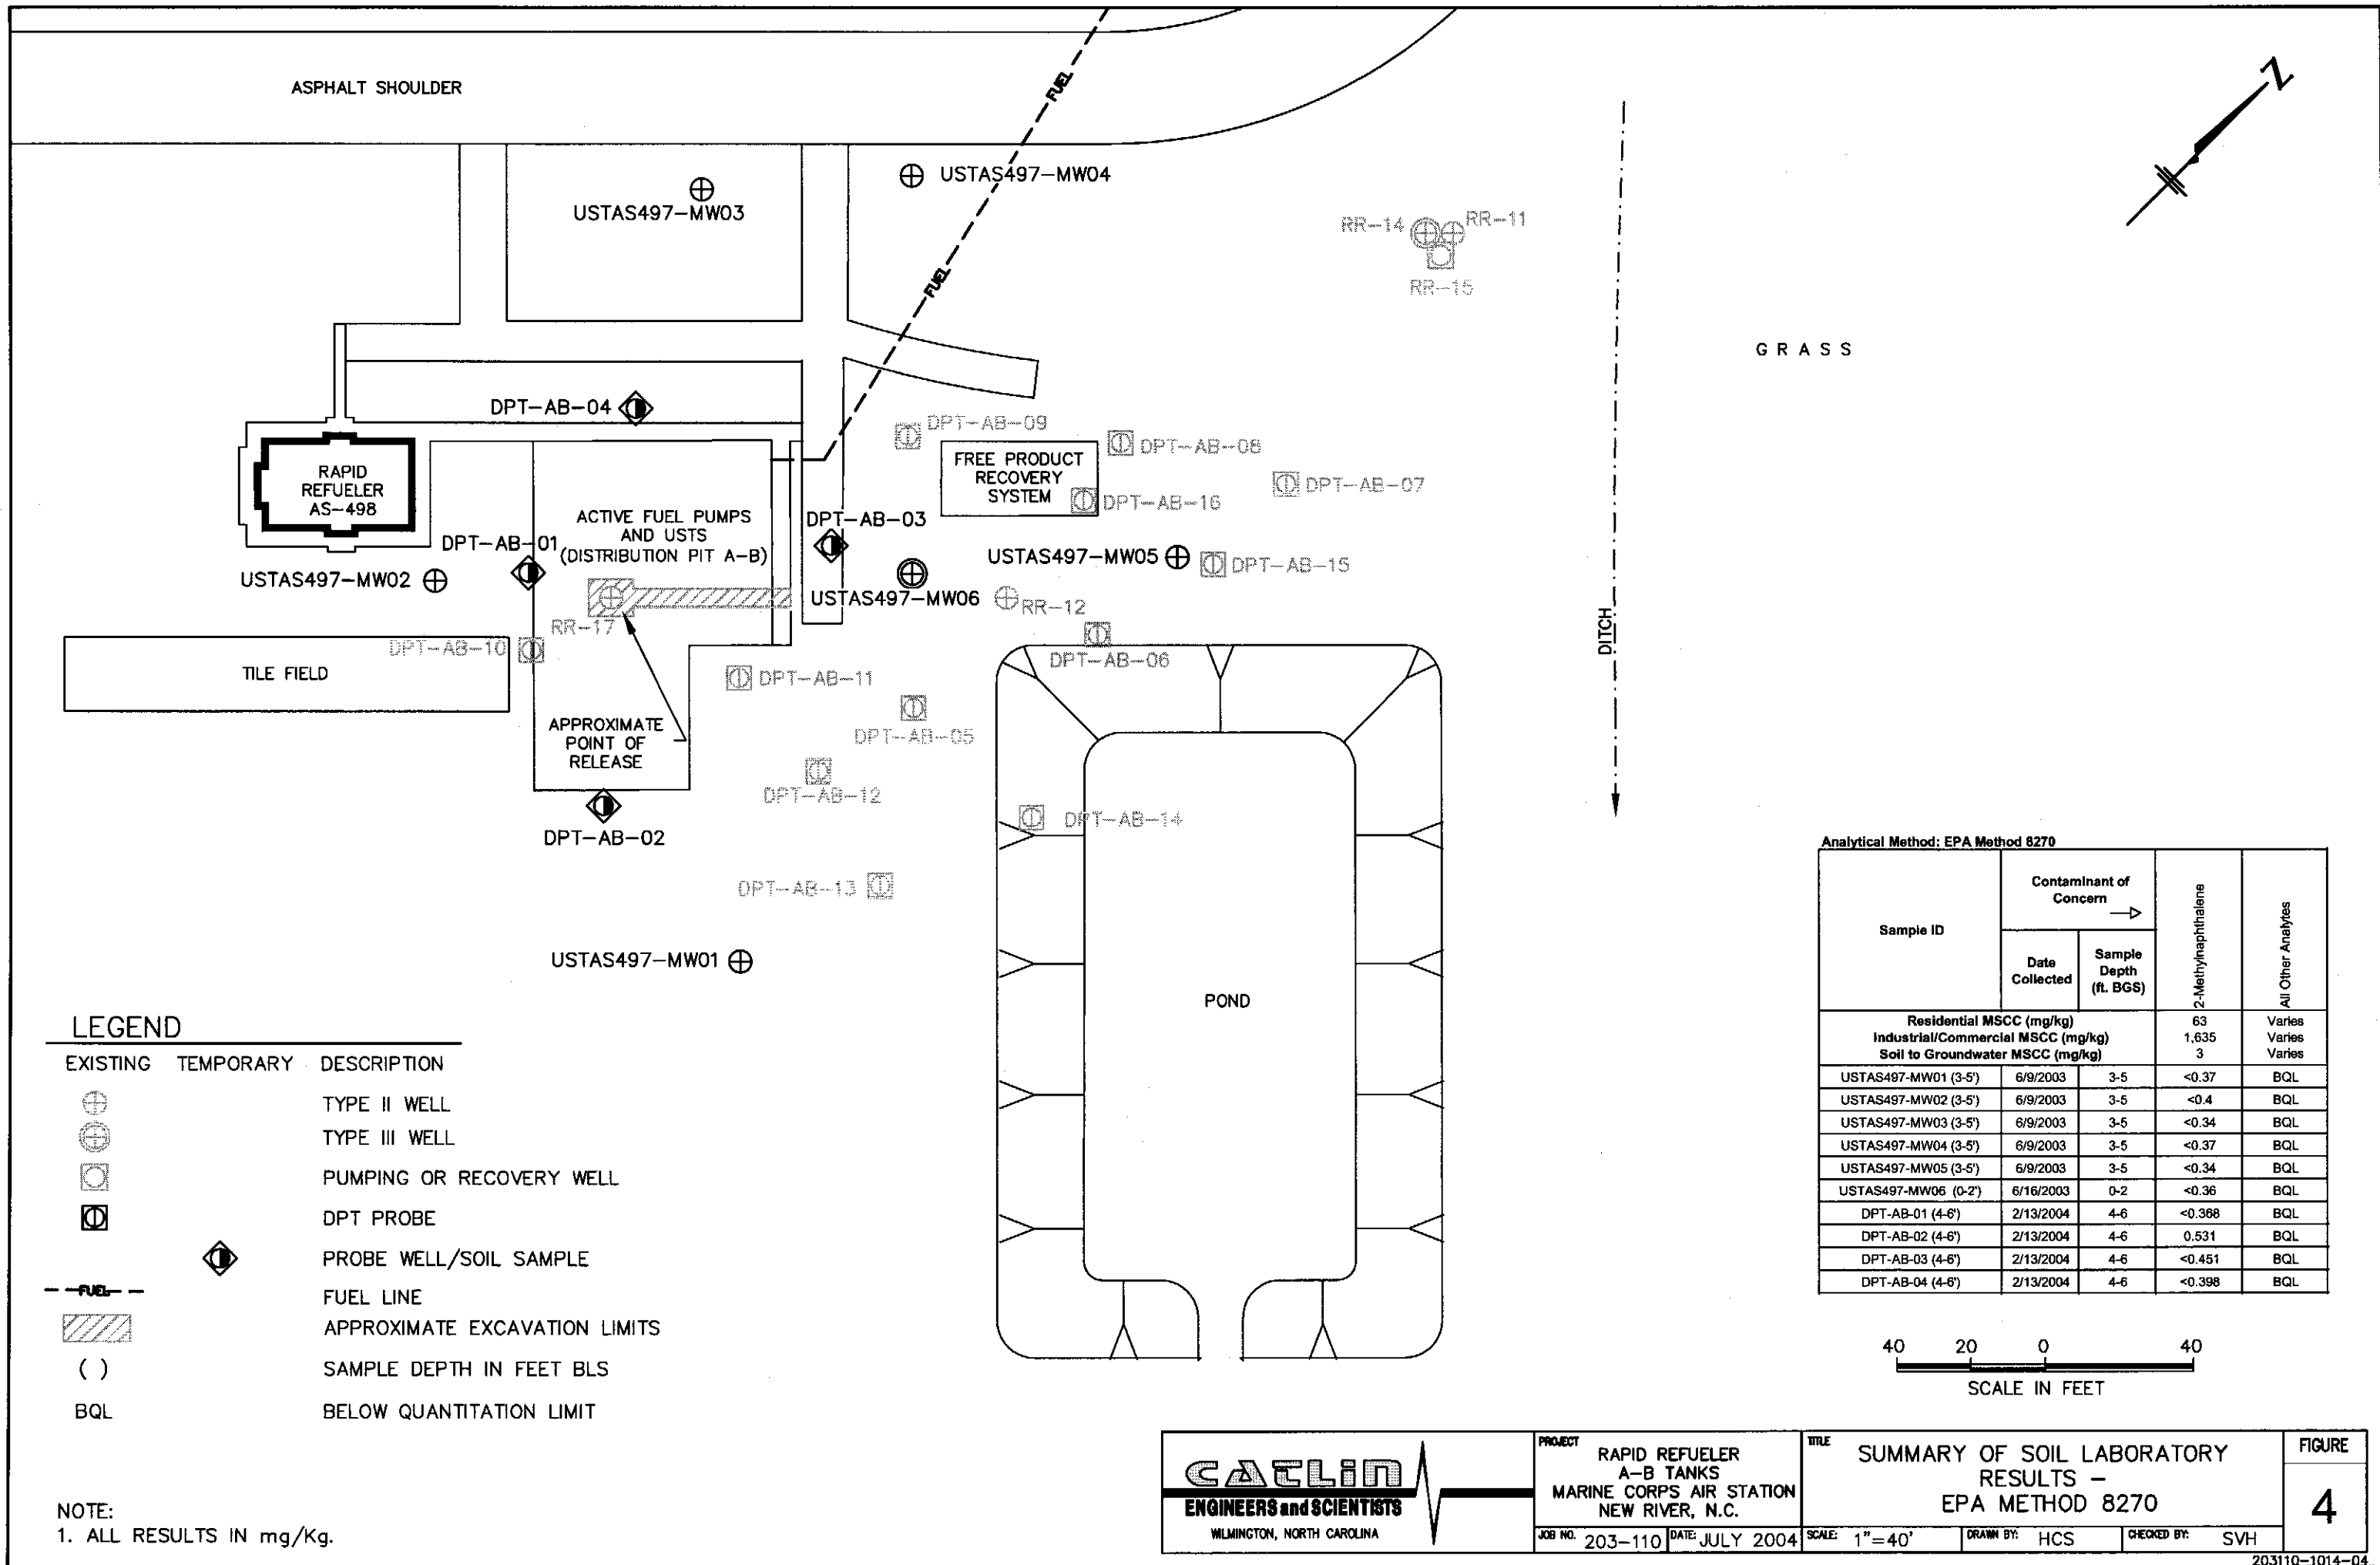 ASPHALT SHOULDER
FUEL
FUEL
Z
USTAS497-MW03
USTAS497-MW04
RR-14
RR-11
RR-15
GRASS
DPT-AB-04
RAPID
REFUELER
AS-498
DPT-AB-09
FREE PRODUCT
RECOVERY
SYSTEM
DPT-AB-08
DPT-AB-16
DPT-AB-07
ACTIVE FUEL PUMPS
AND USTS
(DISTRIBUTION PIT A-B)
DPT-AB-01
DPT-AB-03
USTAS497-MW02
USTAS497-MW05
DPT-AB-15
USTAS497-MW06
RR-12
RR-17
DPT-AB-10
DPT-AB-06
DITCH
TILE FIELD
DPT-AB-11
APPROXIMATE
POINT OF
RELEASE
DPT-AB-05
DPT-AB-12
DPT-AB-14
DPT-AB-02
DPT-AB-13
USTAS497-MW01
POND
Analytical Method: EPA Method 8270
Sample ID
Contaminant of
Concern
Date
Collected
Sample
Depth
(ft. BGS)
2-Methylnaphthalene
All Other Analytes
Residential MSCC (mg/kg) 63 Varies
Industrial/Commercial MSCC (mg/kg) 1,635 Varies
Soil to Groundwater MSCC (mg/kg) 3 Varies
USTAS497-MW01 (3-5') 6/9/2003 3-5 <0.37 BQL
USTAS497-MW02 (3-5') 6/9/2003 3-5 <0.4 BQL
USTAS497-MW03 (3-5') 6/9/2003 3-5 <0.34 BQL
USTAS497-MW04 (3-5') 6/9/2003 3-5 <0.37 BQL
USTAS497-MW05 (3-5') 6/9/2003 3-5 <0.34 BQL
USTAS497-MW06 (0-2') 6/16/2003 0-2 <0.36 BQL
DPT-AB-01 (4-6') 2/13/2004 4-6 <0.368 BQL
DPT-AB-02 (4-6') 2/13/2004 4-6 0.531 BQL
DPT-AB-03 (4-6') 2/13/2004 4-6 <0.451 BQL
DPT-AB-04 (4-6') 2/13/2004 4-6 <0.398 BQL
40 20 0 40
SCALE IN FEET
LEGEND
EXISTING TEMPORARY DESCRIPTION
TYPE II WELL
TYPE III WELL
PUMPING OR RECOVERY WELL
DPT PROBE
PROBE WELL/SOIL SAMPLE
FUEL FUEL LINE
APPROXIMATE EXCAVATION LIMITS
( ) SAMPLE DEPTH IN FEET BLS
BQL BELOW QUANTITATION LIMIT
NOTE:
1. ALL RESULTS IN mg/Kg.
CATLIN
ENGINEERS and SCIENTISTS
WILMINGTON, NORTH CAROLINA
PROJECT
RAPID REFUELER
A-B TANKS
MARINE CORPS AIR STATION
NEW RIVER, N.C.
JOB NO. 203-110 DATE: JULY 2004
TITLE
SUMMARY OF SOIL LABORATORY
RESULTS -
EPA METHOD 8270
SCALE: 1"=40' DRAWN BY: HCS CHECKED BY: SVH
FIGURE
4
203110-1014-04